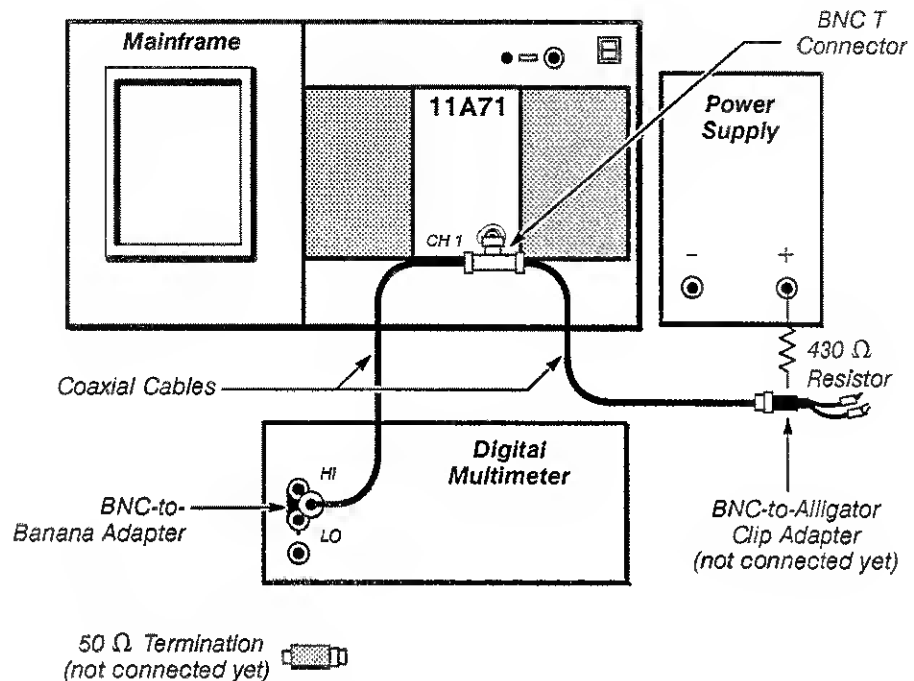 BNC T
Connector
Mainframe
11A71
Power
Supply
CH 1
-
+
430 Ω
Resistor
Coaxial Cables
Digital
Multimeter
HI
LO
BNC-to-
Banana Adapter
BNC-to-Alligator
Clip Adapter
(not connected yet)
50 Ω Termination
(not connected yet)